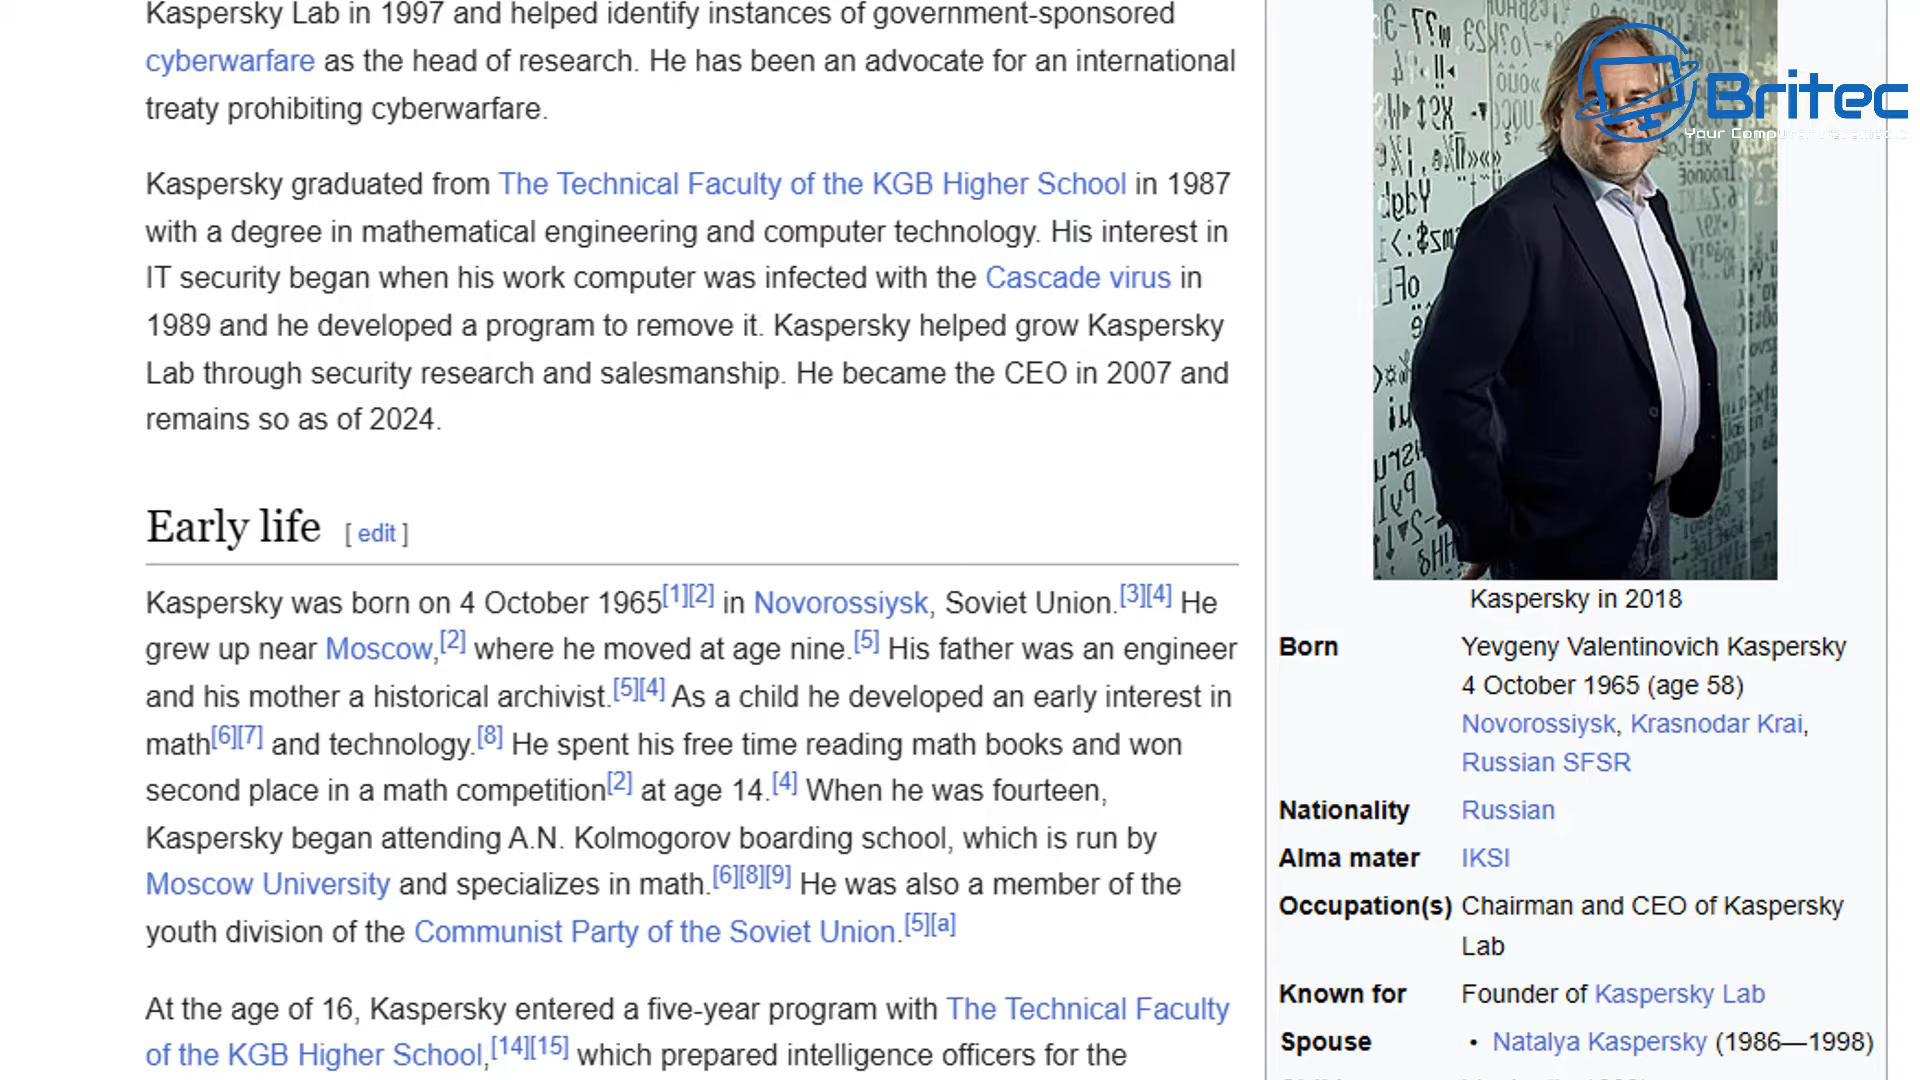 Kaspersky Lab in 1997 and helped identify instances of government-sponsored
cyberwarfare as the head of research. He has been an advocate for an international
treaty prohibiting cyberwarfare.
Kaspersky graduated from The Technical Faculty of the KGB Higher School in 1987
with a degree in mathematical engineering and computer technology. His interest in
IT security began when his work computer was infected with the Cascade virus in
1989 and he developed a program to remove it. Kaspersky helped grow Kaspersky
Lab through security research and salesmanship. He became the CEO in 2007 and
remains so as of 2024.
Early life [ edit ]
Kaspersky was born on 4 October 1965[1][2] in Novorossiysk, Soviet Union.[3][4] He
grew up near Moscow,[2] where he moved at age nine.[5] His father was an engineer
and his mother a historical archivist.[5][4] As a child he developed an early interest in
math[6][7] and technology.[8] He spent his free time reading math books and won
second place in a math competition[2] at age 14.[4] When he was fourteen,
Kaspersky began attending A.N. Kolmogorov boarding school, which is run by
Moscow University and specializes in math.[6][8][9] He was also a member of the
youth division of the Communist Party of the Soviet Union.[5][a]
At the age of 16, Kaspersky entered a five-year program with The Technical Faculty
of the KGB Higher School,[14][15] which prepared intelligence officers for the
Britec
Your
Kaspersky in 2018
Born Yevgeny Valentinovich Kaspersky
4 October 1965 (age 58)
Novorossiysk, Krasnodar Krai,
Russian SFSR
Nationality Russian
Alma mater IKSI
Occupation(s) Chairman and CEO of Kaspersky
Lab
Known for Founder of Kaspersky Lab
Spouse • Natalya Kaspersky (1986—1998)